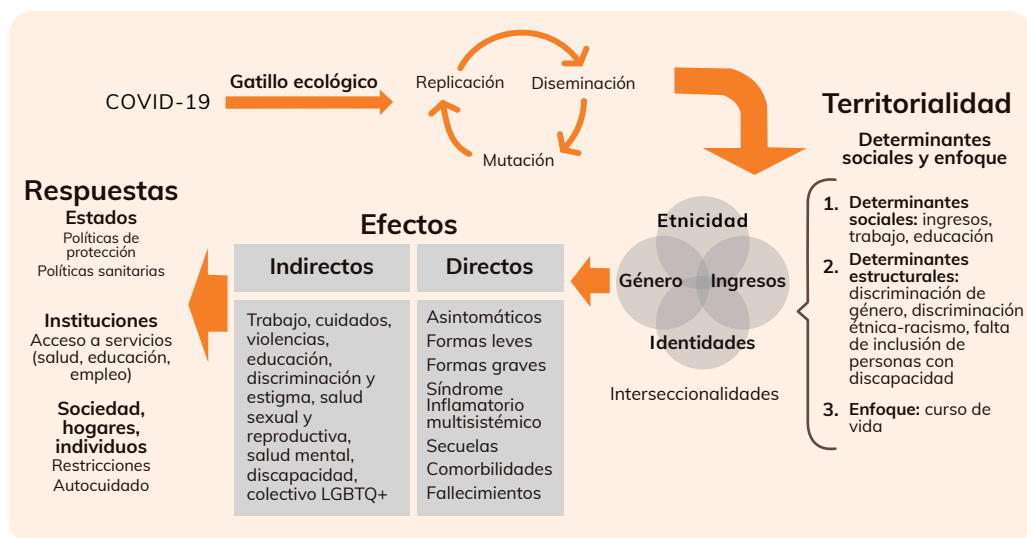 COVID-19
Gatillo ecológico
Replicación
Diseminación
Mutación
Territorialidad
Determinantes
sociales y enfoque
1. Determinantes
sociales: ingresos,
trabajo, educación
2. Determinantes
estructurales:
discriminación de
género, discriminación
étnica-racismo, falta
de inclusión de
personas con
discapacidad
3. Enfoque: curso de
vida
Etnicidad
Género
Ingresos
Identidades
Interseccionalidades
Efectos
Indirectos
Trabajo, cuidados,
violencias,
educación,
discriminación y
estigma, salud
sexual y
reproductiva,
salud mental,
discapacidad,
colectivo LGBTQ+
Directos
Asintomáticos
Formas leves
Formas graves
Síndrome
Inflamatorio
multisistémico
Secuelas
Comorbilidades
Fallecimientos
Respuestas
Estados
Políticas de
protección
Políticas sanitarias
Instituciones
Acceso a servicios
(salud, educación,
empleo)
Sociedad,
hogares,
individuos
Restricciones
Autocuidado